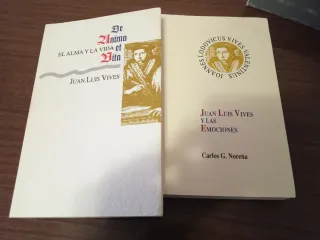 De
Anima
et
Vita
EL ALMA Y LA VIDA
JUAN LUIS VIVES
IOANNES LODOVICUS VIVES VALENTINUS
JUAN LUIS VIVES
Y LAS
EMOCIONES
Carlos G. Noreña